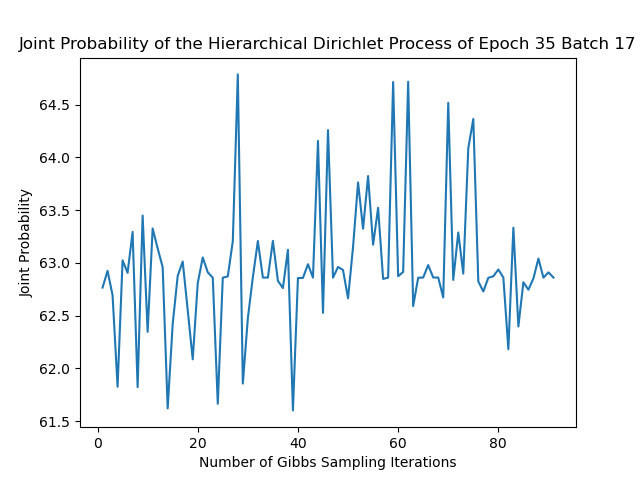 Joint Probability of the Hierarchical Dirichlet Process of Epoch 35 Batch 17
Joint Probability
64.5
64.0
63.5
63.0
62.5
62.0
61.5
0 20 40 60 80
Number of Gibbs Sampling Iterations